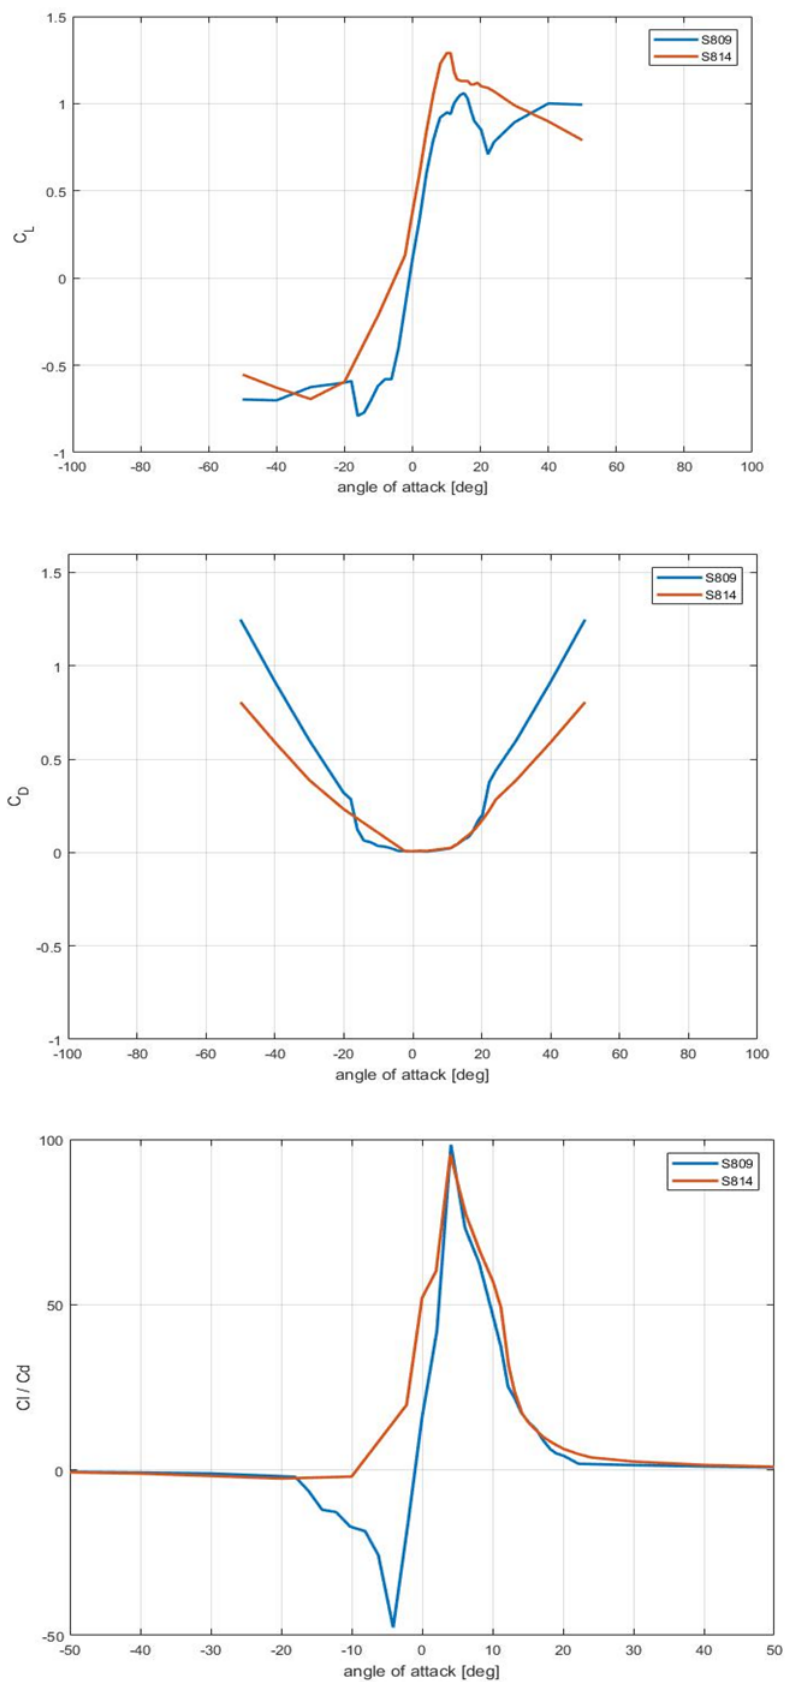 1.5
S809
S814
1
0.5
C_L
0
-0.5
-1
-100 -80 -60 -40 -20 0 20 40 60 80 100
angle of attack [deg]
1.5
S809
S814
1
0.5
C_D
0
-0.5
-1
-100 -80 -60 -40 -20 0 20 40 60 80 100
angle of attack [deg]
100
S809
S814
50
Cl / Cd
0
-50
-50 -40 -30 -20 -10 0 10 20 30 40 50
angle of attack [deg]